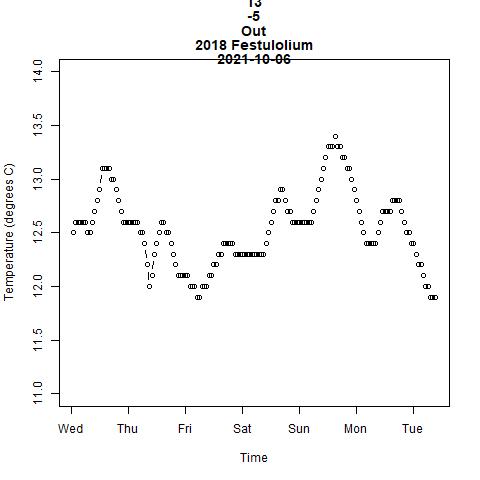 13
-5
Out
2018 Festulolium
2021-10-06
Temperature (degrees C)
14.0
13.5
13.0
12.5
12.0
11.5
11.0
Wed Thu Fri Sat Sun Mon Tue
Time